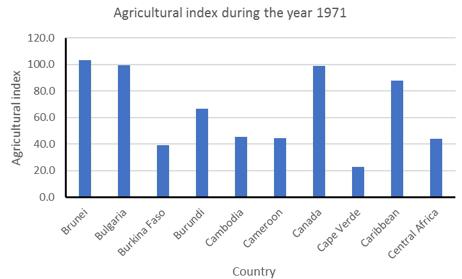 Agricultural index during the year 1971
Agricultural index
120.0
100.0
80.0
60.0
40.0
20.0
0.0
Brunei
Bulgaria
Burkina Faso
Burundi
Cambodia
Cameroon
Canada
Cape Verde
Caribbean
Central Africa
Country